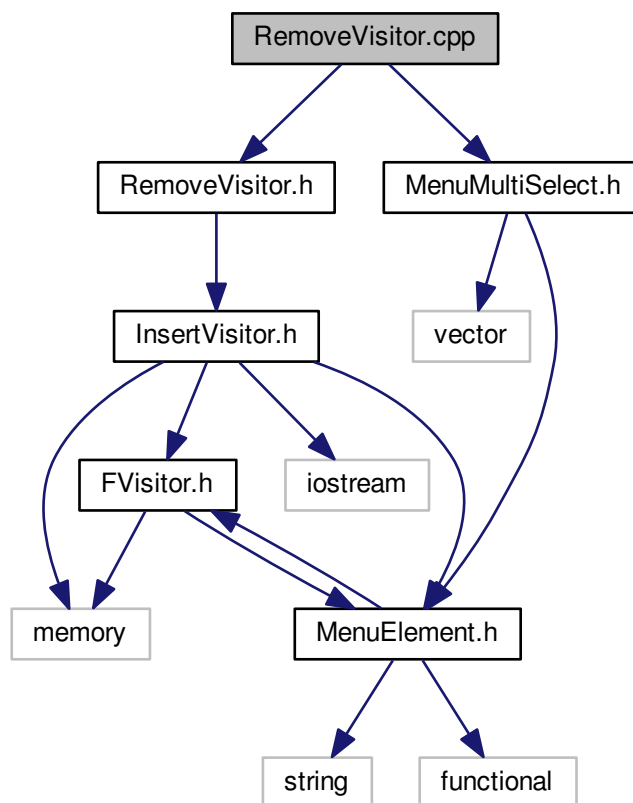 RemoveVisitor.cpp
RemoveVisitor.h
MenuMultiSelect.h
InsertVisitor.h
vector
FVisitor.h
iostream
memory
MenuElement.h
string
functional